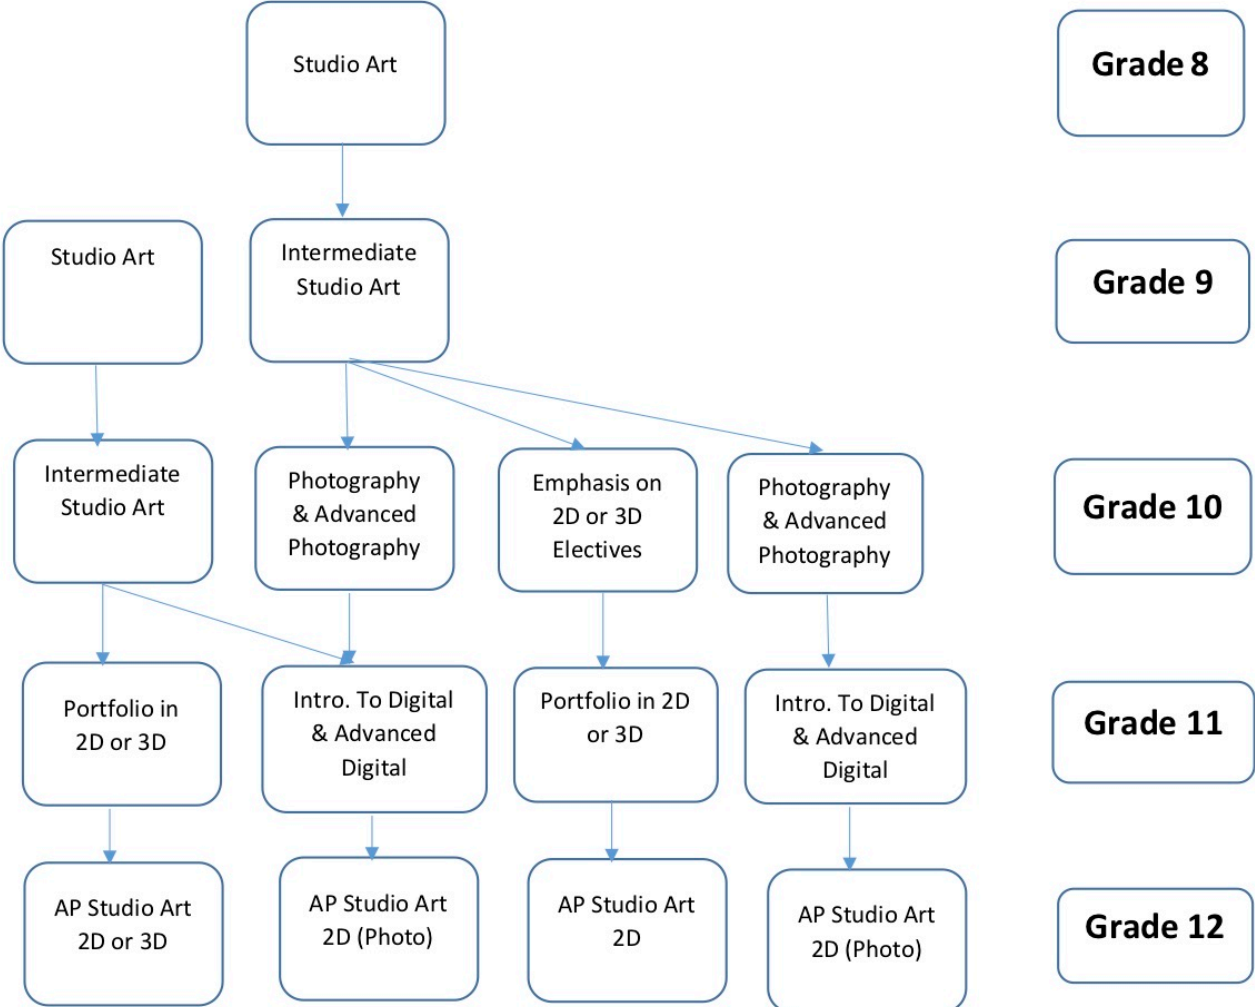 Studio Art
Grade 8
Studio Art
Intermediate
Studio Art
Grade 9
Intermediate
Studio Art
Photography
& Advanced
Photography
Emphasis on
2D or 3D
Electives
Photography
& Advanced
Photography
Grade 10
Portfolio in
2D or 3D
Intro. To Digital
& Advanced
Digital
Portfolio in 2D
or 3D
Intro. To Digital
& Advanced
Digital
Grade 11
AP Studio Art
2D or 3D
AP Studio Art
2D (Photo)
AP Studio Art
2D
AP Studio Art
2D (Photo)
Grade 12